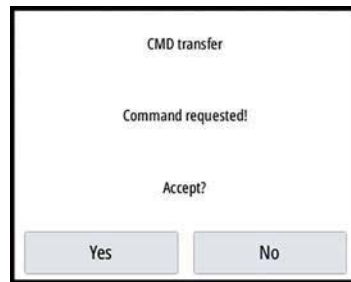 CMD transfer
Command requested!
Accept?
Yes
No